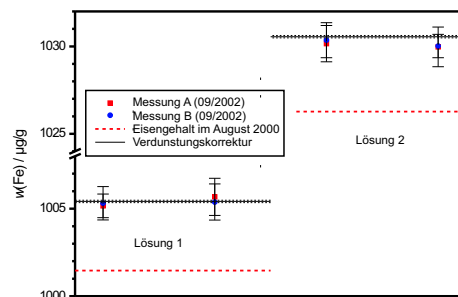 1030
1025
1005
1000
w(Fe) / µg/g
Messung A (09/2002)
Messung B (09/2002)
Eisengehalt im August 2000
Verdunstungskorrektur
Lösung 2
Lösung 1